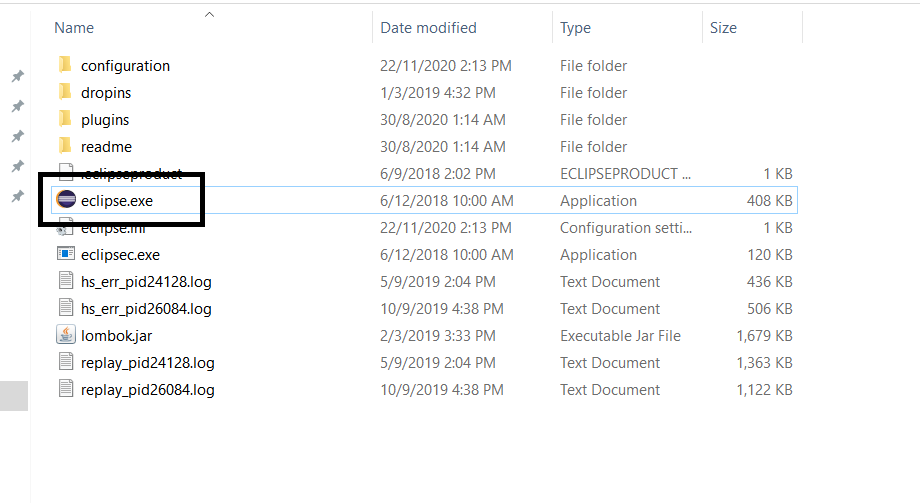 Name Date modified Type Size
configuration 22/11/2020 2:13 PM File folder
dropins 1/3/2019 4:32 PM File folder
plugins 30/8/2020 1:14 AM File folder
readme 30/8/2020 1:14 AM File folder
.eclipseproduct 6/9/2018 2:02 PM ECLIPSEPRODUCT ... 1 KB
eclipse.exe 6/12/2018 10:00 AM Application 408 KB
eclipse.ini 22/11/2020 2:13 PM Configuration setti... 1 KB
eclipsec.exe 6/12/2018 10:00 AM Application 120 KB
hs_err_pid24128.log 5/9/2019 2:04 PM Text Document 436 KB
hs_err_pid26084.log 10/9/2019 4:38 PM Text Document 506 KB
lombok.jar 2/3/2019 3:33 PM Executable Jar File 1,679 KB
replay_pid24128.log 5/9/2019 2:04 PM Text Document 1,363 KB
replay_pid26084.log 10/9/2019 4:38 PM Text Document 1,122 KB